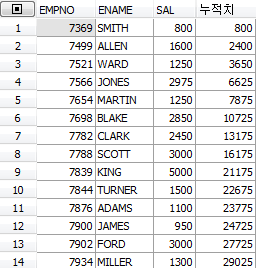 EMPNO ENAME SAL 누적치
1 7369 SMITH 800 800
2 7499 ALLEN 1600 2400
3 7521 WARD 1250 3650
4 7566 JONES 2975 6625
5 7654 MARTIN 1250 7875
6 7698 BLAKE 2850 10725
7 7782 CLARK 2450 13175
8 7788 SCOTT 3000 16175
9 7839 KING 5000 21175
10 7844 TURNER 1500 22675
11 7876 ADAMS 1100 23775
12 7900 JAMES 950 24725
13 7902 FORD 3000 27725
14 7934 MILLER 1300 29025